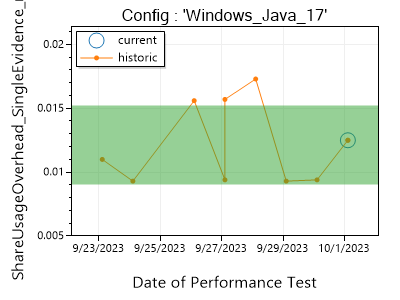 Config : 'Windows_Java_17'
ShareUsageOverhead_SingleEvidence_
current
historic
0.02
0.015
0.01
0.005
9/23/2023 9/25/2023 9/27/2023 9/29/2023 10/1/2023
Date of Performance Test